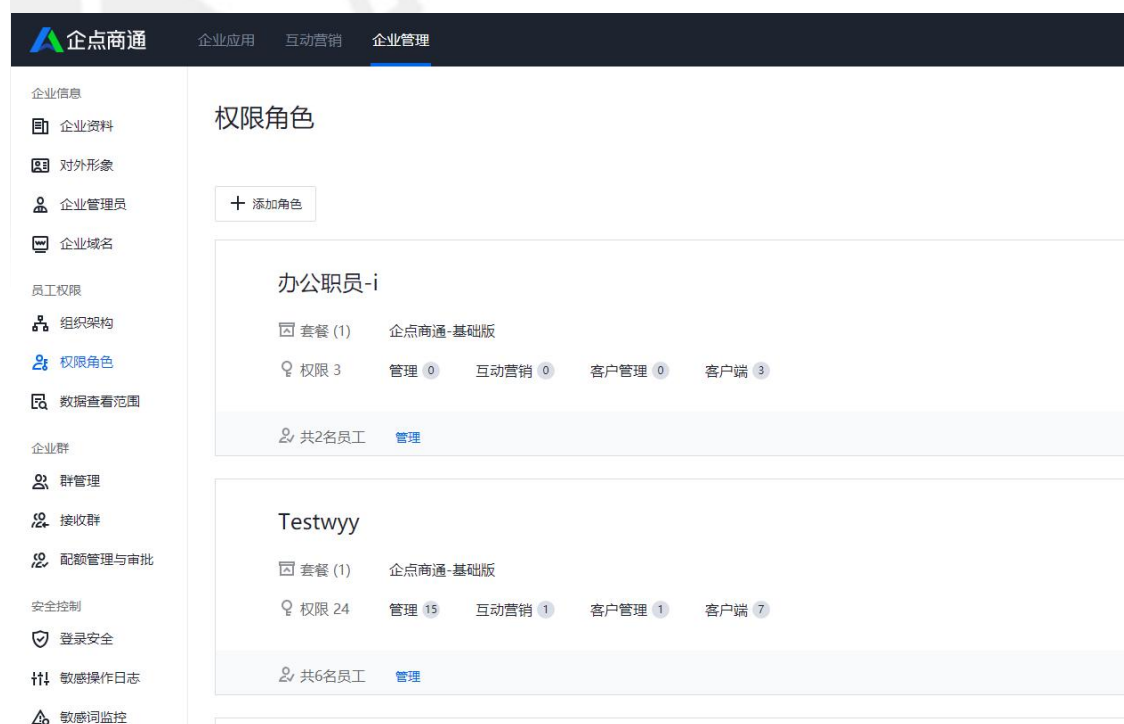 企点商通 企业应用 互动营销 企业管理
企业信息
企业资料
对外形象
企业管理员
企业域名
员工权限
组织架构
权限角色
数据查看范围
企业群
群管理
接收群
配额管理与审批
安全控制
登录安全
敏感操作日志
敏感词监控
权限角色
添加角色
办公职员-i
套餐 (1) 企点商通-基础版
权限 3 管理 0 互动营销 0 客户管理 0 客户端 3
共2名员工 管理
Testwyy
套餐 (1) 企点商通-基础版
权限 24 管理 15 互动营销 1 客户管理 1 客户端 7
共6名员工 管理